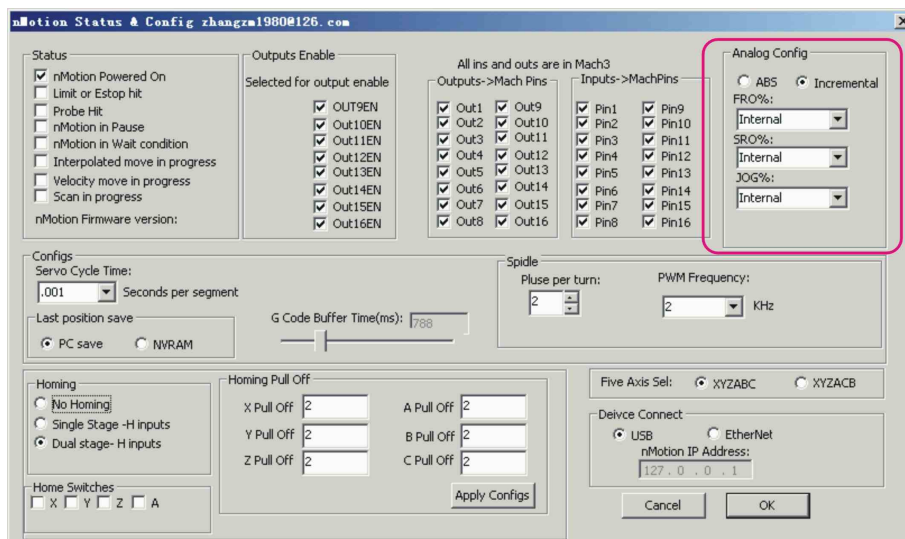 nMotion Status & Config zhangzm1980@126.com
Status
nMotion Powered On
Limit or Estop hit
Probe Hit
nMotion in Pause
nMotion in Wait condition
Interpolated move in progress
Velocity move in progress
Scan in progress
nMotion Firmware version:
Outputs Enable
Selected for output enable
OUT9EN
Out10EN
Out11EN
Out12EN
Out13EN
Out14EN
Out15EN
Out16EN
All ins and outs are in Mach3
Outputs->Mach Pins
Out1 Out9
Out2 Out10
Out3 Out11
Out4 Out12
Out5 Out13
Out6 Out14
Out7 Out15
Out8 Out16
Inputs->MachPins
Pin1 Pin9
Pin2 Pin10
Pin3 Pin11
Pin4 Pin12
Pin5 Pin13
Pin6 Pin14
Pin7 Pin15
Pin8 Pin16
Analog Config
ABS Incremental
FRO%:
Internal
SRO%:
Internal
JOG%:
Internal
Configs
Servo Cycle Time:
.001 Seconds per segment
Last position save
PC save NVRAM
G Code Buffer Time(ms): 788
Spidle
Pluse per turn:
2
PWM Frequency:
2 KHz
Homing
No Homing
Single Stage -H inputs
Dual stage- H inputs
Home Switches
X Y Z A
Homing Pull Off
X Pull Off 2 A Pull Off 2
Y Pull Off 2 B Pull Off 2
Z Pull Off 2 C Pull Off 2
Apply Configs
Five Axis Sel: XYZABC XYZACB
Deivce Connect
USB EtherNet
nMotion IP Address:
127 . 0 . 0 . 1
Cancel OK